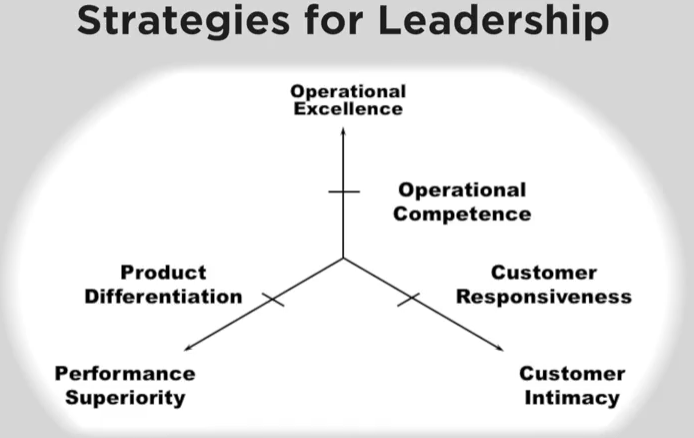 Strategies for Leadership
Operational
Excellence
Operational
Competence
Product
Differentiation
Customer
Responsiveness
Performance
Superiority
Customer
Intimacy